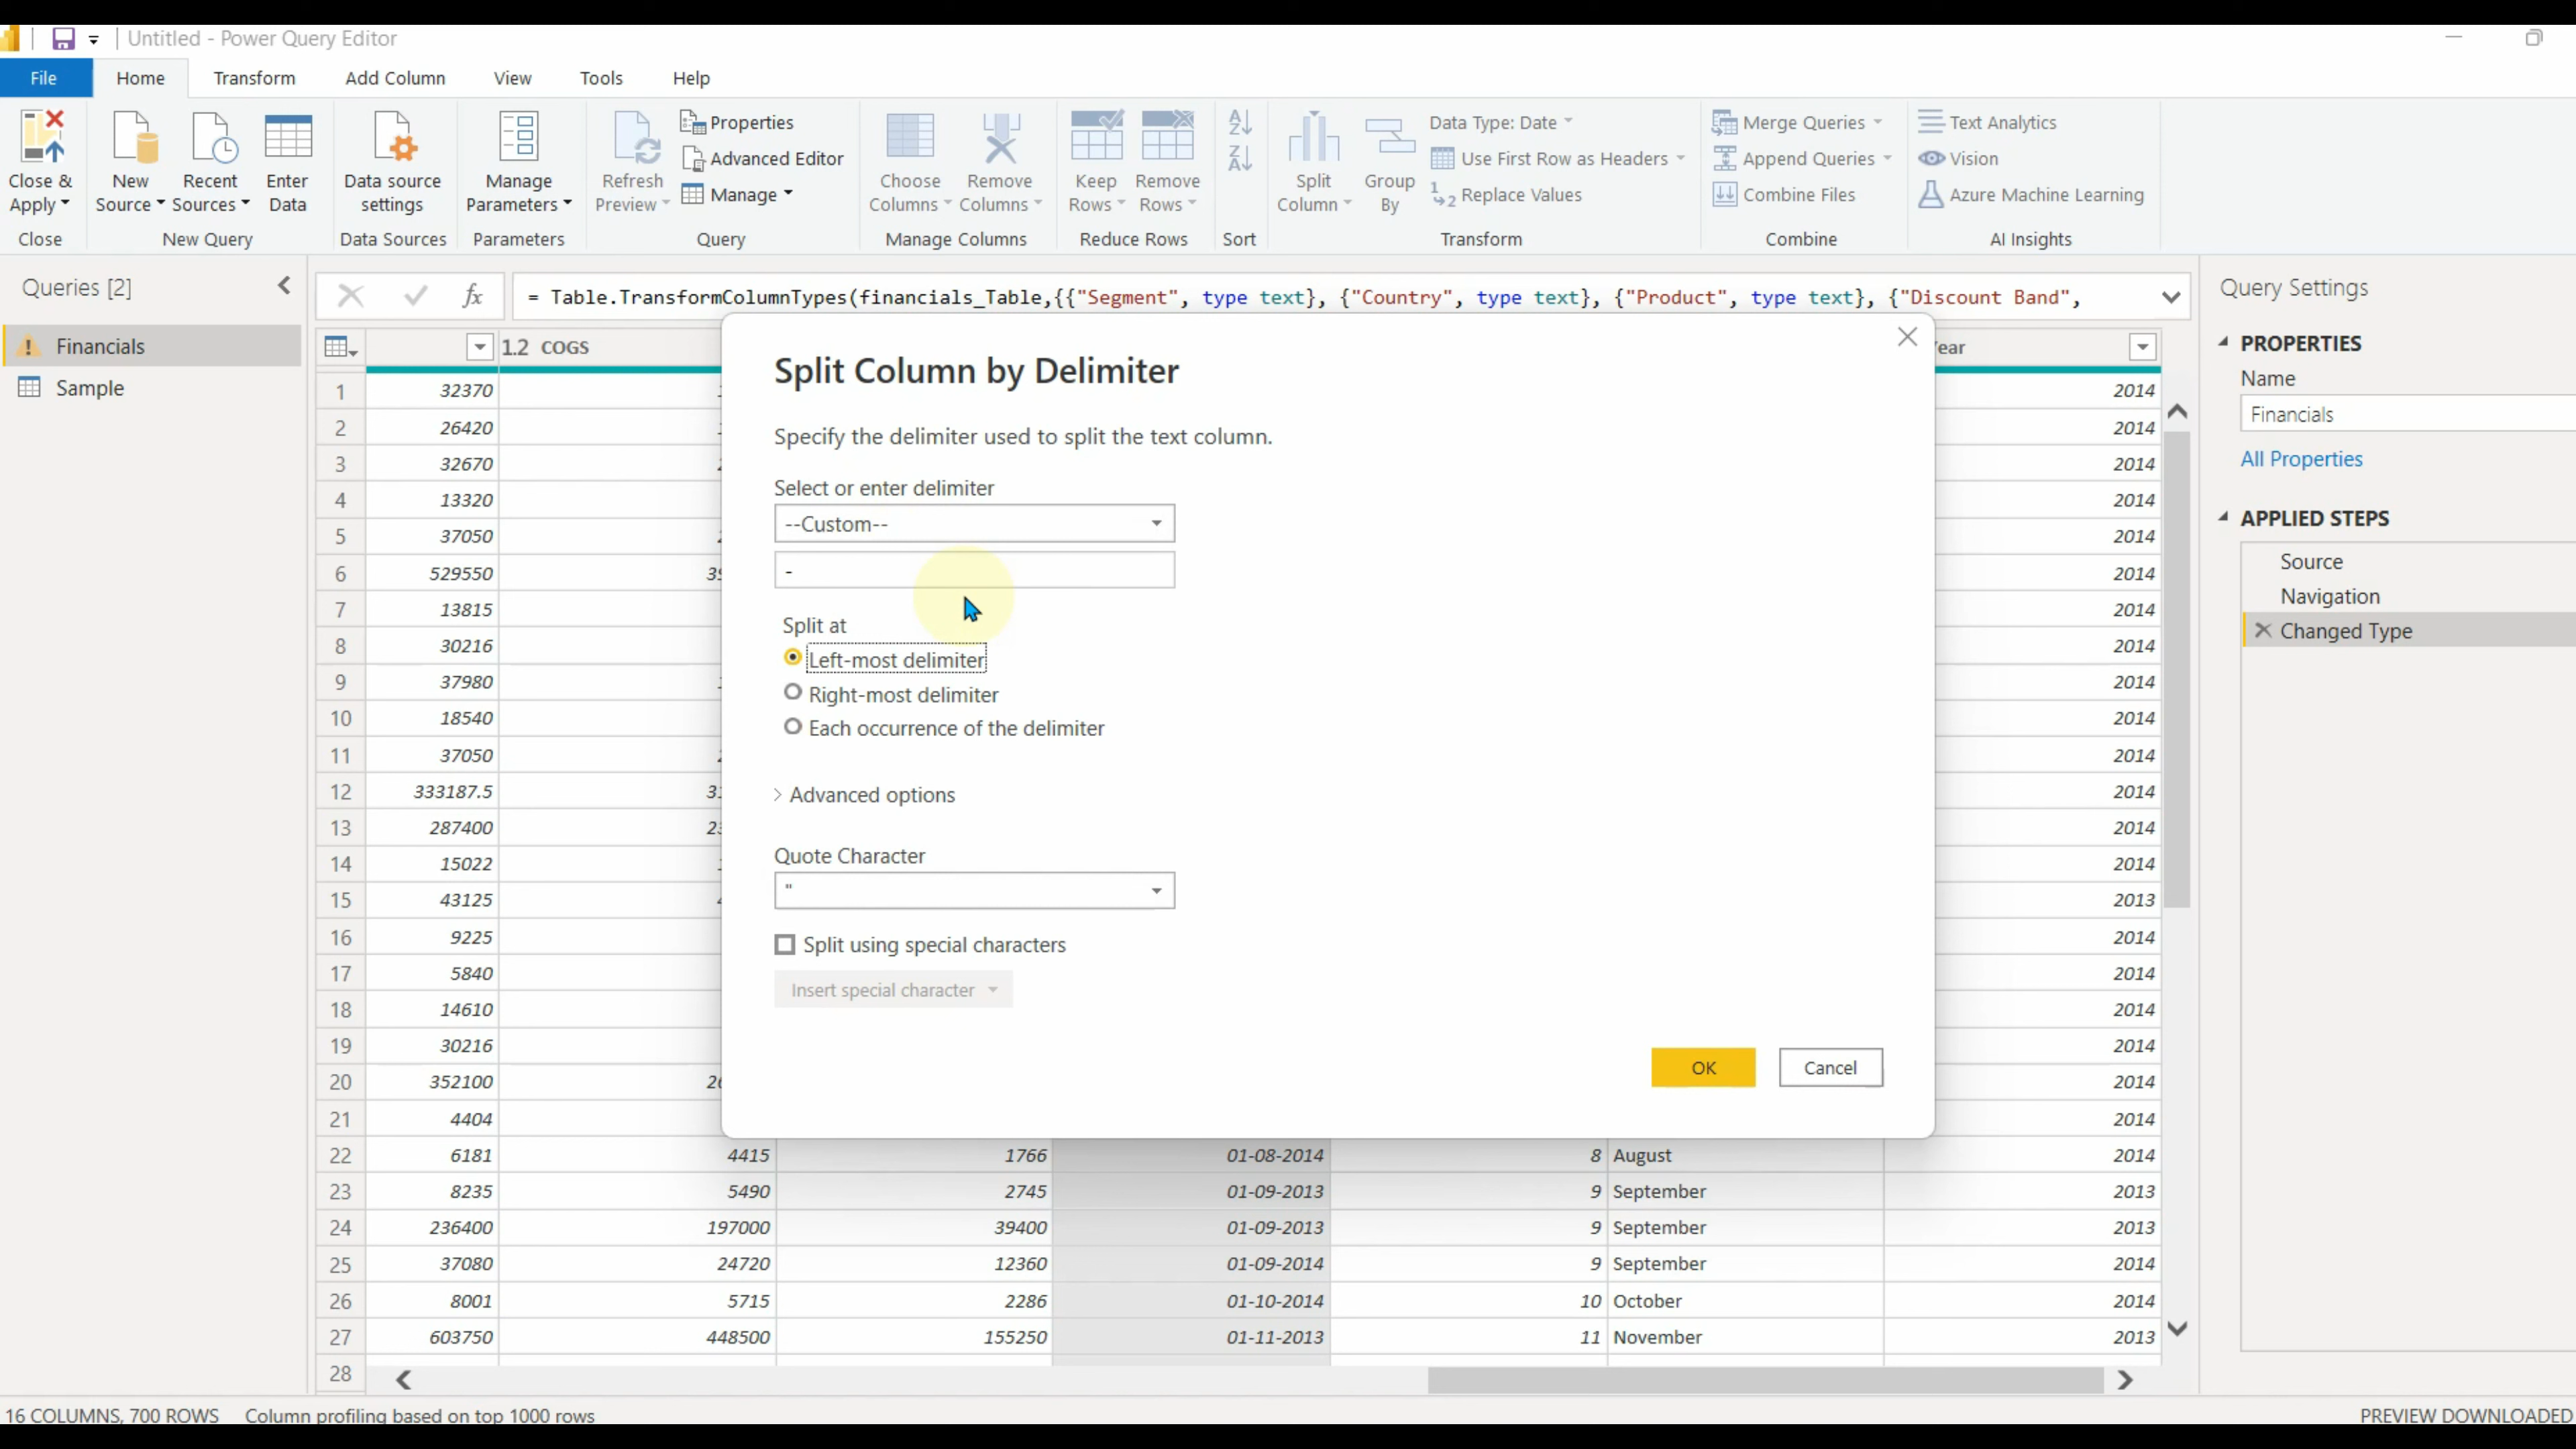 Untitled - Power Query Editor
File Home Transform Add Column View Tools Help
Close & Apply
New Source
Recent Sources
Enter Data
Data source settings
Manage Parameters
Refresh Preview
Properties
Advanced Editor
Manage
Choose Columns
Remove Columns
Keep Rows
Remove Rows
Split Column
Group By
Data Type: Date
Use First Row as Headers
Replace Values
Merge Queries
Append Queries
Combine Files
Text Analytics
Vision
Azure Machine Learning
Close New Query Data Sources Parameters Query Manage Columns Reduce Rows Sort Transform Combine AI Insights
Queries [2]
Financials
Sample
fx = Table.TransformColumnTypes(financials_Table,{{"Segment", type text}, {"Country", type text}, {"Product", type text}, {"Discount Band",
1.2 COGS
1 32370 2014
2 26420 2014
3 32670 2014
4 13320 2014
5 37050 2014
6 529550 2014
7 13815 2014
8 30216 2014
9 37980 2014
10 18540 2014
11 37050 2014
12 333187.5 2014
13 287400 2014
14 15022 2014
15 43125 2013
16 9225 2014
17 5840 2014
18 14610 2014
19 30216 2014
20 352100 2014
21 4404 2014
22 6181 4415 1766 01-08-2014 8 August 2014
23 8235 5490 2745 01-09-2013 9 September 2013
24 236400 197000 39400 01-09-2013 9 September 2013
25 37080 24720 12360 01-09-2014 9 September 2014
26 8001 5715 2286 01-10-2014 10 October 2014
27 603750 448500 155250 01-11-2013 11 November 2013
28
Split Column by Delimiter
Specify the delimiter used to split the text column.
Select or enter delimiter
--Custom--
-
Split at
Left-most delimiter
Right-most delimiter
Each occurrence of the delimiter
Advanced options
Quote Character
"
Split using special characters
Insert special character
OK Cancel
Query Settings
PROPERTIES
Name
Financials
All Properties
APPLIED STEPS
Source
Navigation
Changed Type
16 COLUMNS, 700 ROWS Column profiling based on top 1000 rows
PREVIEW DOWNLOADED